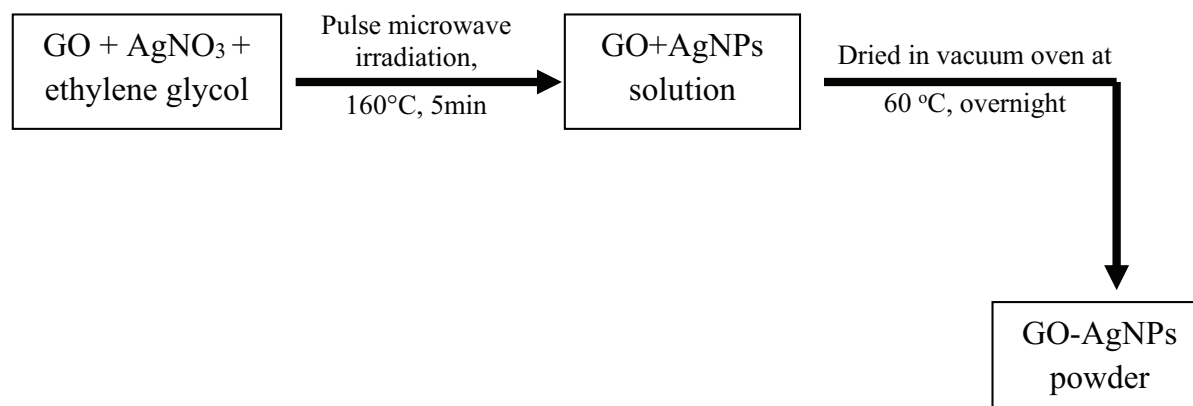 GO + AgNO₃ +
ethylene glycol
Pulse microwave
irradiation,
160°C, 5min
GO+AgNPs
solution
Dried in vacuum oven at
60 °C, overnight
GO-AgNPs
powder